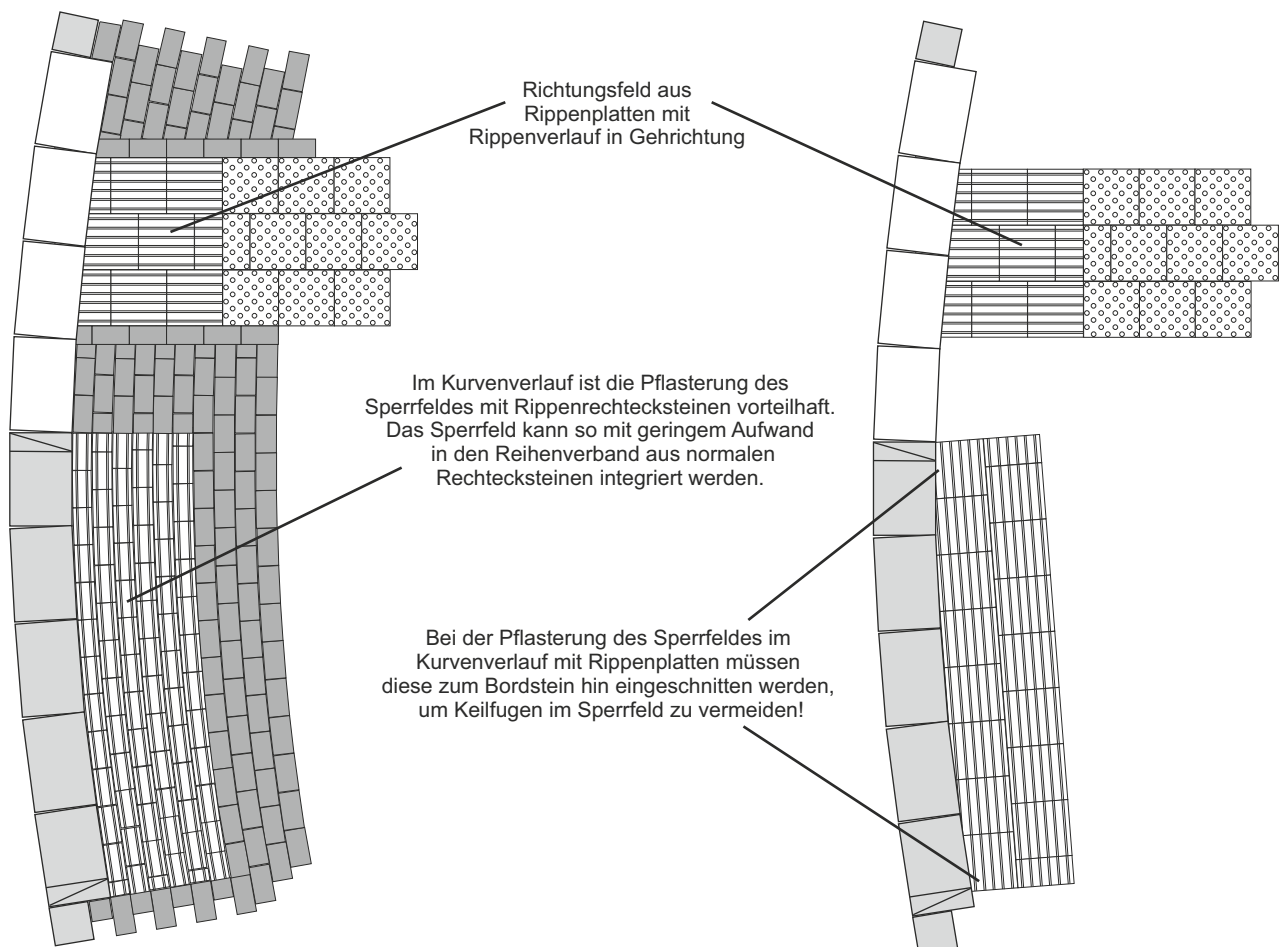 Richtungsfeld aus
Rippenplatten mit
Rippenverlauf in Gehrichtung
Im Kurvenverlauf ist die Pflasterung des
Sperrfeldes mit Rippenrechtecksteinen vorteilhaft.
Das Sperrfeld kann so mit geringem Aufwand
in den Reihenverband aus normalen
Rechtecksteinen integriert werden.
Bei der Pflasterung des Sperrfeldes im
Kurvenverlauf mit Rippenplatten müssen
diese zum Bordstein hin eingeschnitten werden,
um Keilfugen im Sperrfeld zu vermeiden!